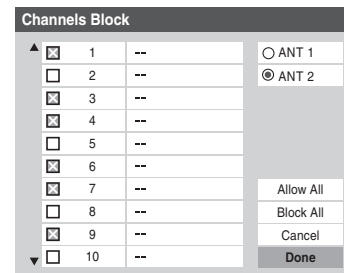 Channels Block
1 -- ANT 1
2 -- ANT 2
3 --
4 --
5 --
6 --
7 -- Allow All
8 -- Block All
9 -- Cancel
10 -- Done